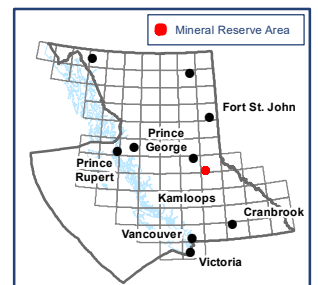 Mineral Reserve Area
Fort St. John
Prince
George
Prince
Rupert
Kamloops
Cranbrook
Vancouver
Victoria